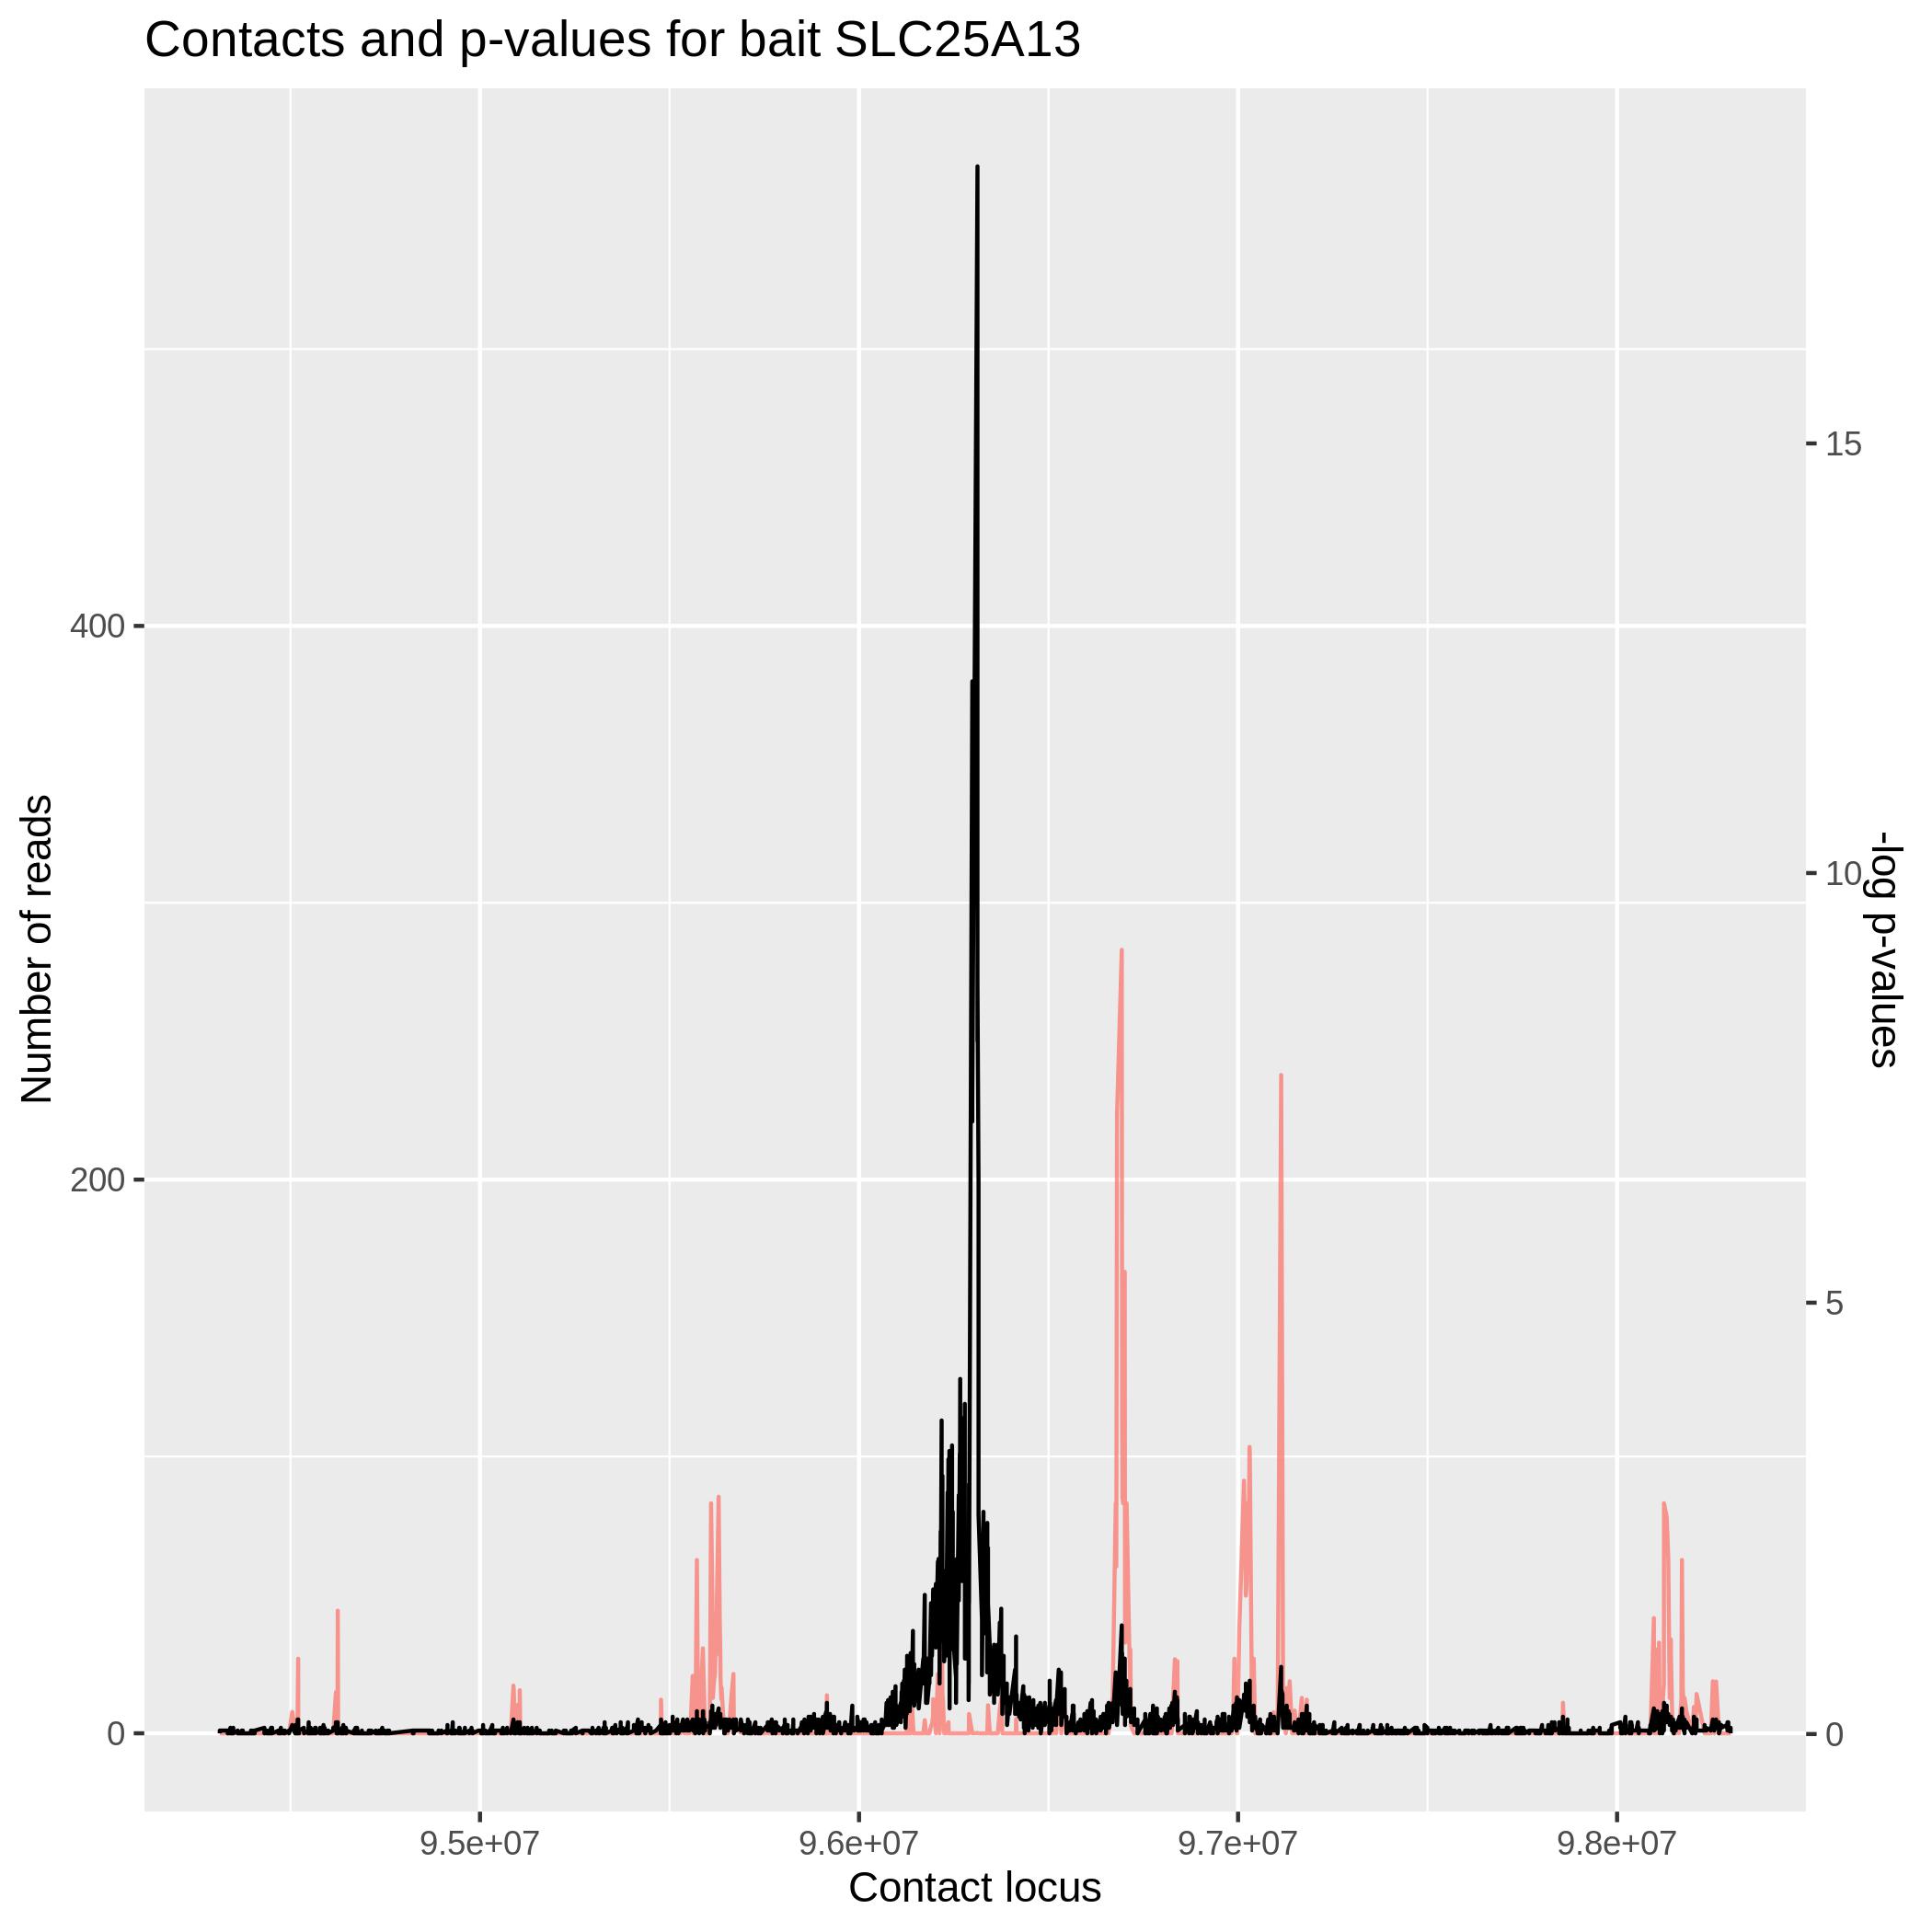 Contacts and p-values for bait SLC25A13
Number of reads
400
200
0
15
10
5
0
-log p-values
9.5e+07
9.6e+07
9.7e+07
9.8e+07
Contact locus